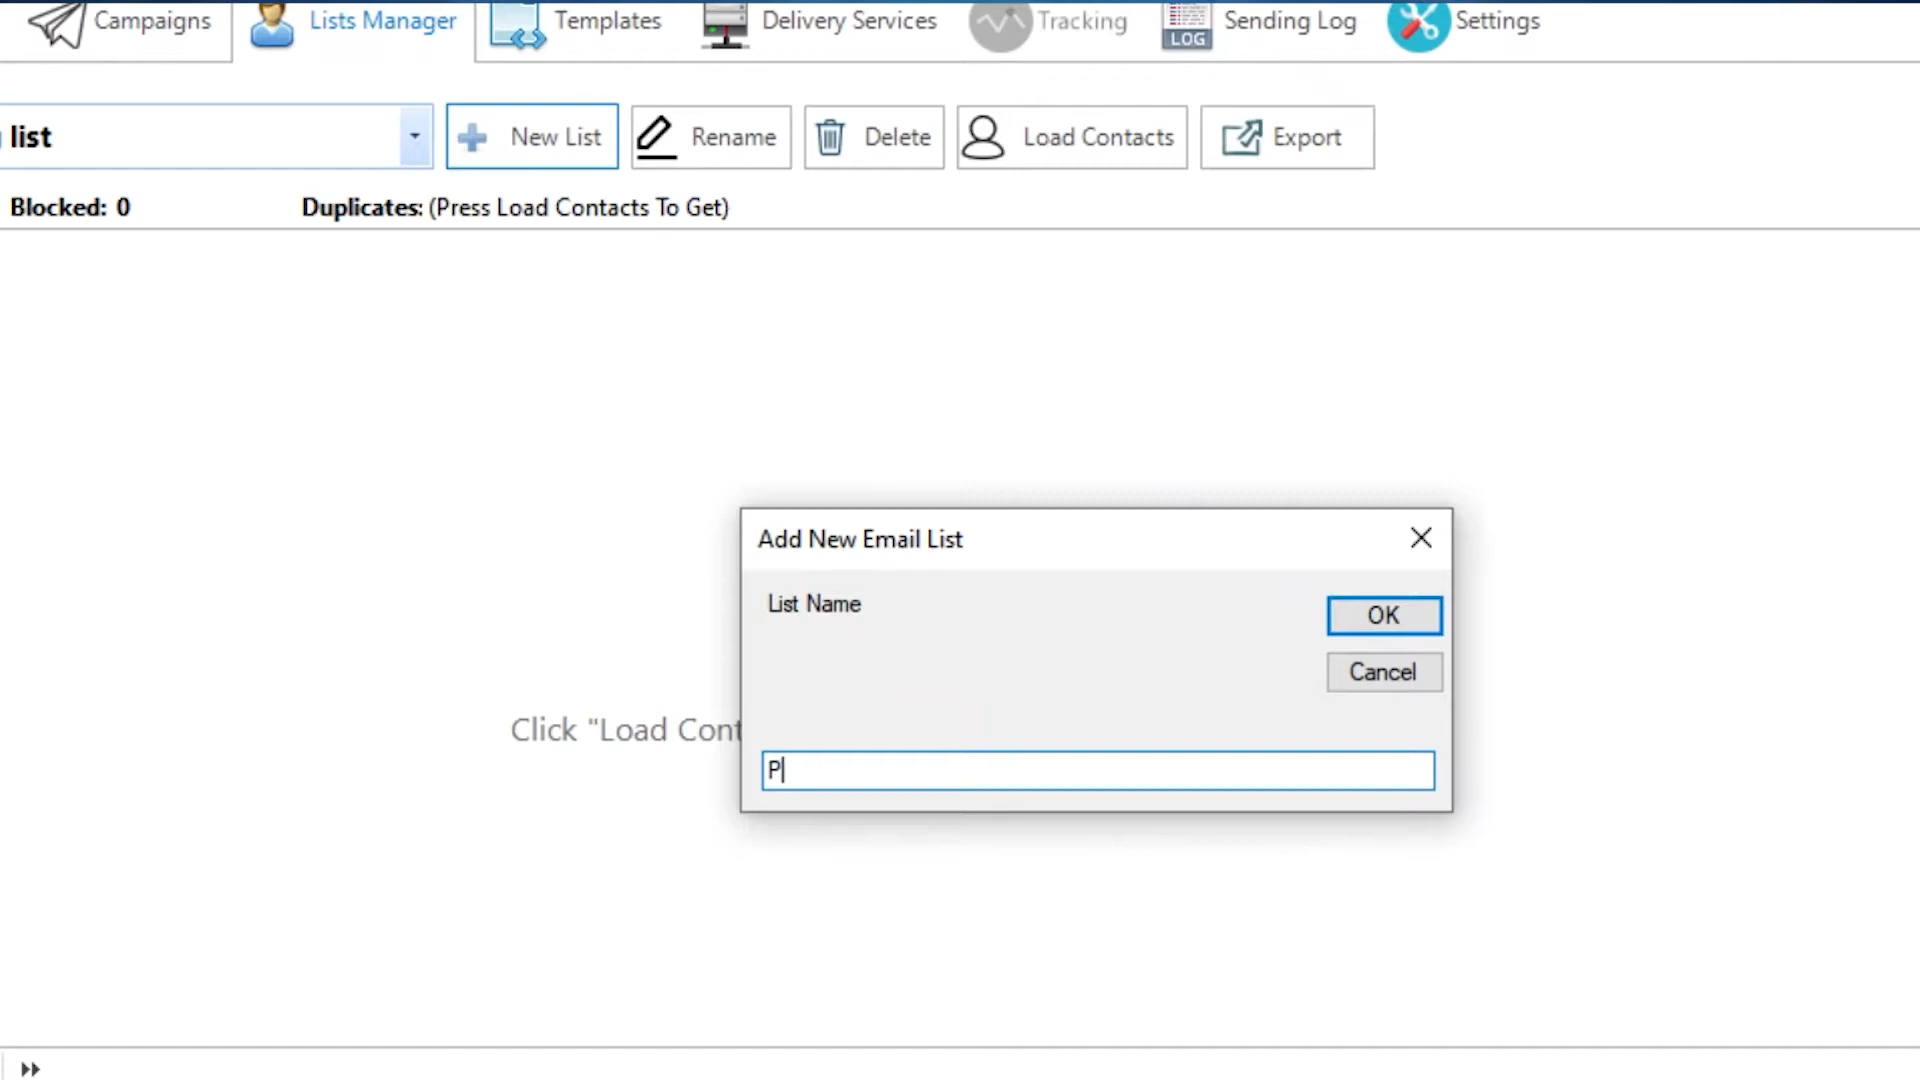 Campaigns Lists Manager Templates Delivery Services Tracking LOG Sending Log Settings
list New List Rename Delete Load Contacts Export
Blocked: 0 Duplicates: (Press Load Contacts To Get)
Add New Email List
List Name
OK
Cancel
Click "Load Cont
P